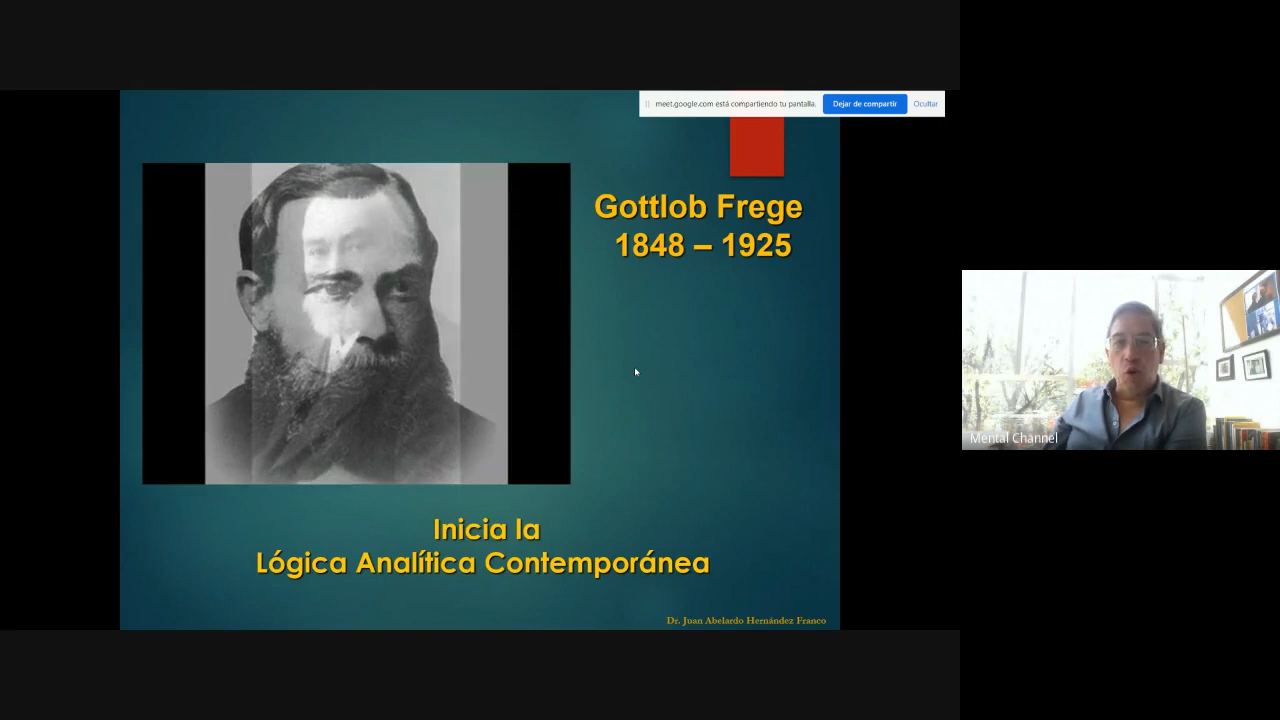 meet.google.com está compartiendo tu pantalla. Dejar de compartir Ocultar
Gottlob Frege
1848 – 1925
Mental Channel
Inicia la
Lógica Analítica Contemporánea
Dr. Juan Abelardo Hernández Franco